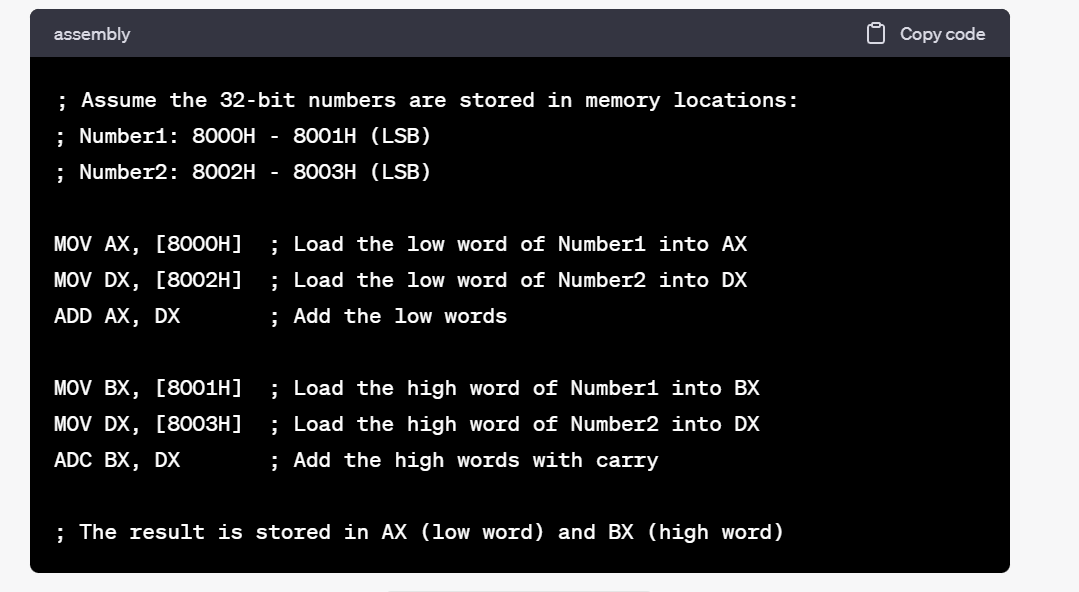 assembly
Copy code
; Assume the 32-bit numbers are stored in memory locations:
; Number1: 8000H - 8001H (LSB)
; Number2: 8002H - 8003H (LSB)
MOV AX, [8000H]  ; Load the low word of Number1 into AX
MOV DX, [8002H]  ; Load the low word of Number2 into DX
ADD AX, DX       ; Add the low words
MOV BX, [8001H]  ; Load the high word of Number1 into BX
MOV DX, [8003H]  ; Load the high word of Number2 into DX
ADC BX, DX       ; Add the high words with carry
; The result is stored in AX (low word) and BX (high word)